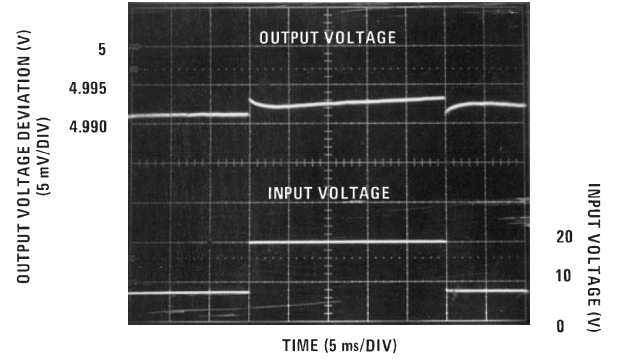 OUTPUT VOLTAGE DEVIATION (V)
(5 mV/DIV)
5
4.995
4.990
OUTPUT VOLTAGE
INPUT VOLTAGE
20
10
0
INPUT VOLTAGE (V)
TIME (5 ms/DIV)